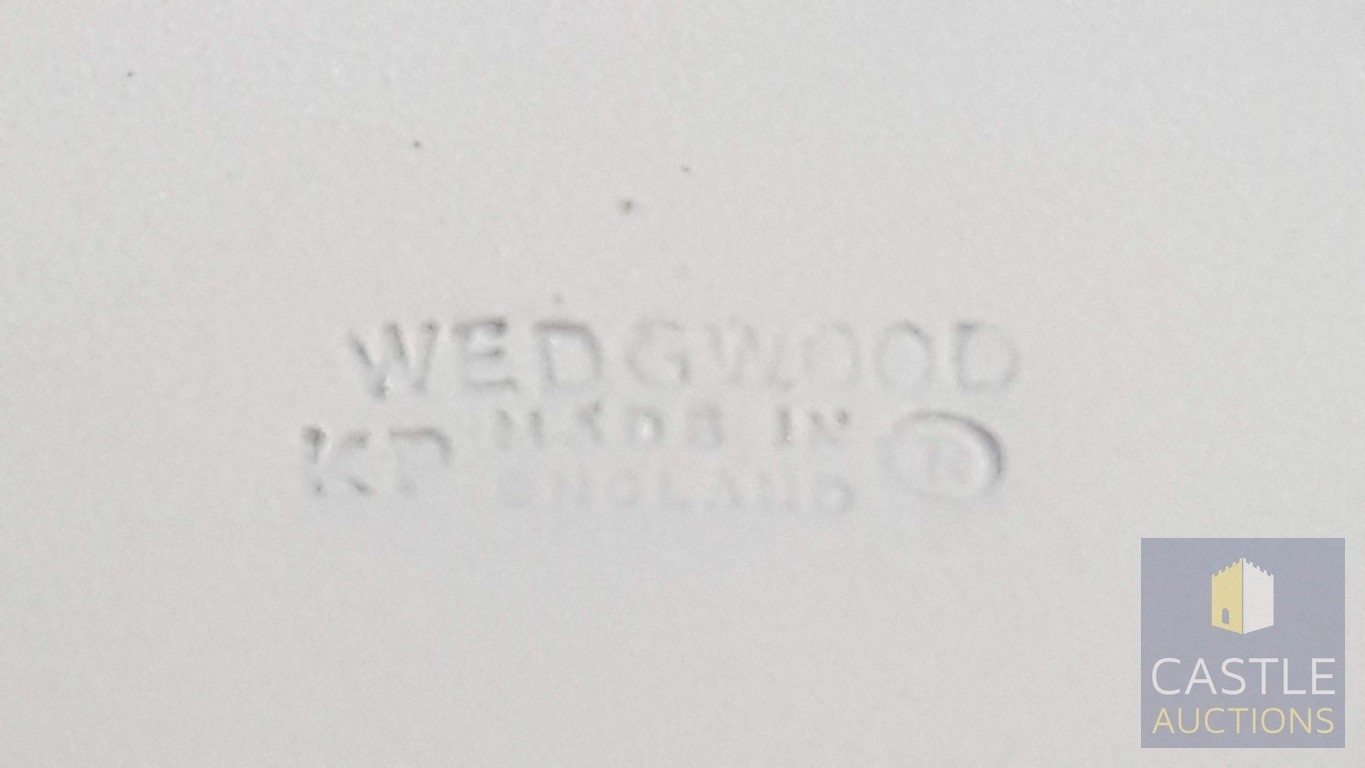 WEDGWOOD
KP MADE IN
ENGLAND
CASTLE
AUCTIONS